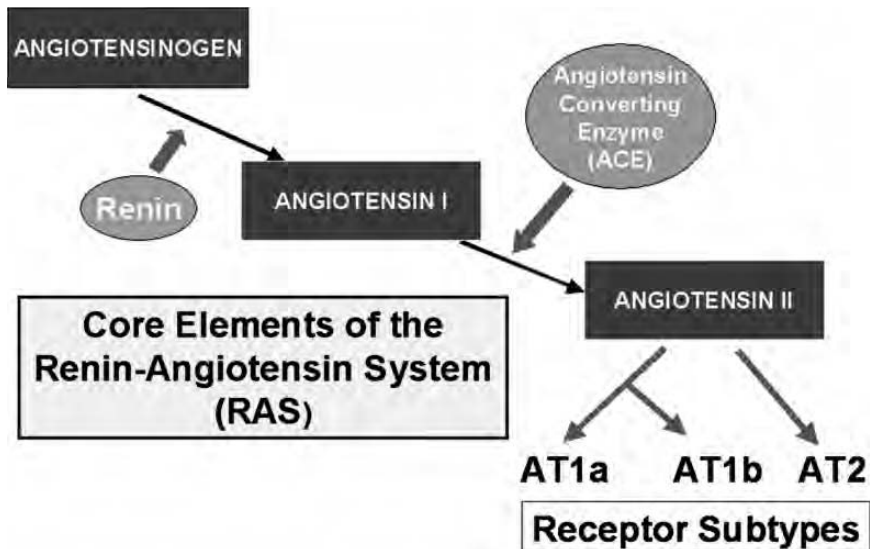 ANGIOTENSINOGEN
Angiotensin
Converting
Enzyme
(ACE)
Renin
ANGIOTENSIN I
ANGIOTENSIN II
Core Elements of the
Renin-Angiotensin System
(RAS)
AT1a AT1b AT2
Receptor Subtypes